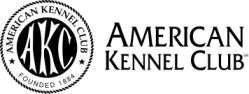 AMERICAN KENNEL CLUB
AKC
FOUNDED 1884
AMERICAN
KENNEL CLUB